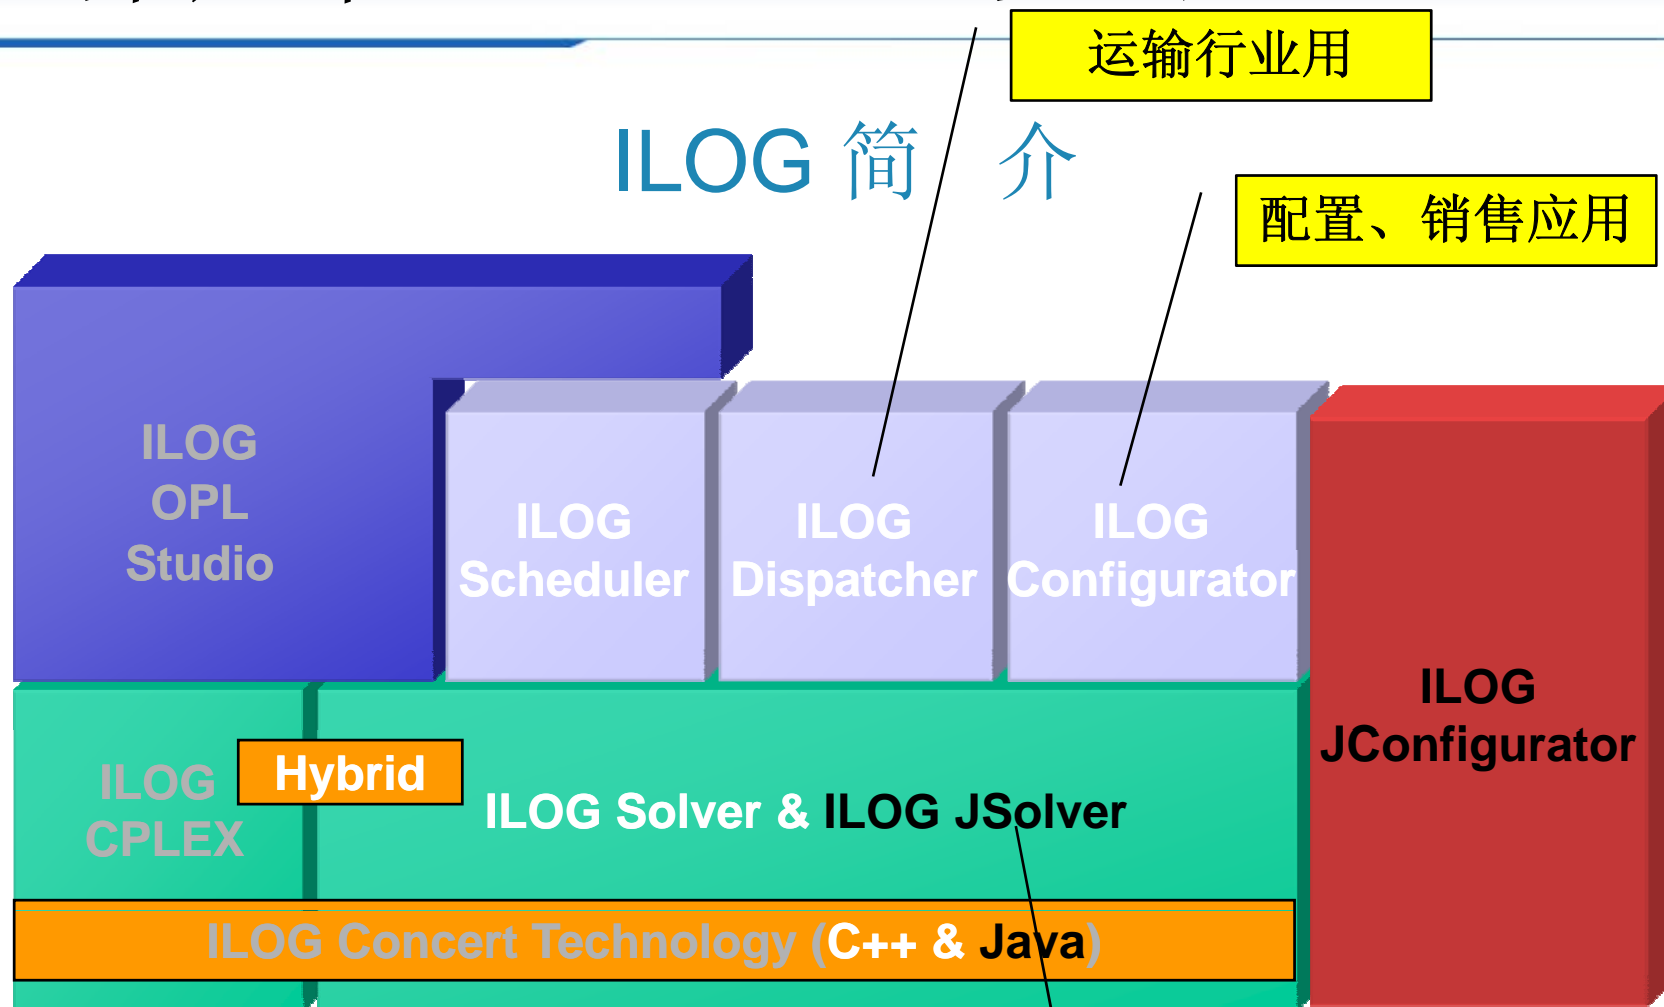 运输行业用
ILOG 简 介
配置、销售应用
ILOG
OPL
Studio
ILOG
Scheduler
ILOG
Dispatcher
ILOG
Configurator
ILOG
JConfigurator
ILOG
CPLEX
Hybrid
ILOG Solver & ILOG JSolver
ILOG Concert Technology (C++ & Java)